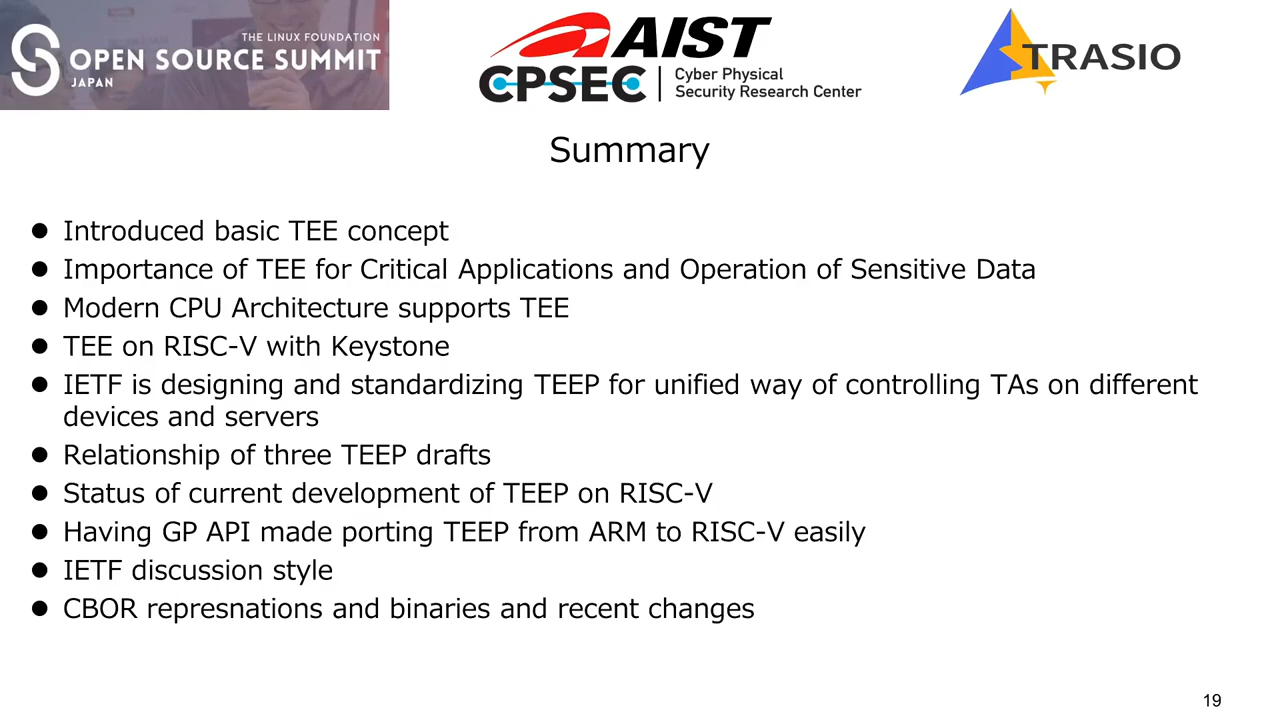 THE LINUX FOUNDATION
OPEN SOURCE SUMMIT
JAPAN
AIST
CPSEC
Cyber Physical
Security Research Center
TRASIO
Summary
● Introduced basic TEE concept
● Importance of TEE for Critical Applications and Operation of Sensitive Data
● Modern CPU Architecture supports TEE
● TEE on RISC-V with Keystone
● IETF is designing and standardizing TEEP for unified way of controlling TAs on different
devices and servers
● Relationship of three TEEP drafts
● Status of current development of TEEP on RISC-V
● Having GP API made porting TEEP from ARM to RISC-V easily
● IETF discussion style
● CBOR represnations and binaries and recent changes
19